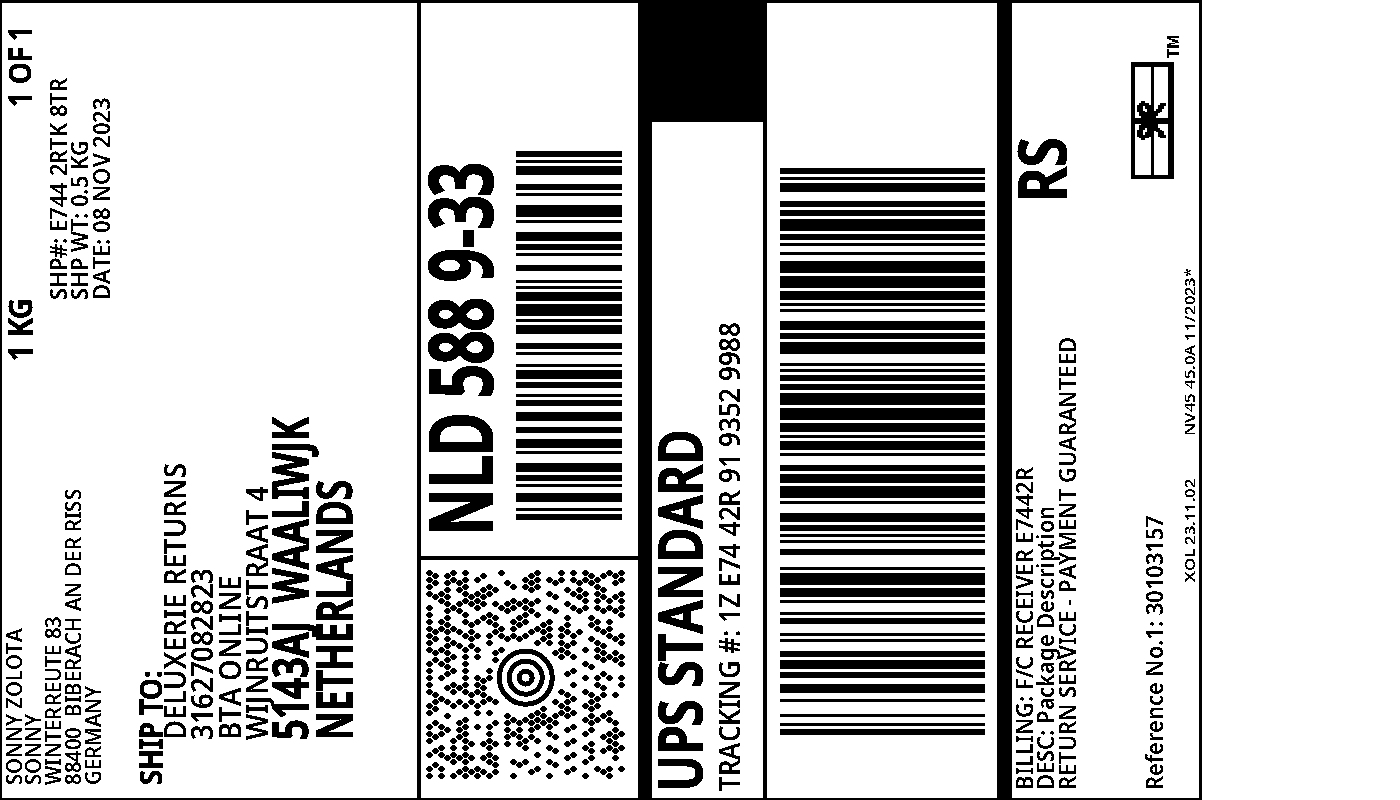 SONNY ZOLOTA
SONNY
WINTERREUTE 83
88400 BIBERACH AN DER RISS
GERMANY
1 KG
1 OF 1
SHP#: E744 2RTK 8TR
SHP WT: 0.5 KG
DATE: 08 NOV 2023
SHIP TO:
DELUXERIE RETURNS
31627082823
BTA ONLINE
WINRUITSTRAAT 4
5143AJ WAALIWJK
NETHERLANDS
NLD 588 9-33
UPS STANDARD
TRACKING #: 1Z E74 42R 91 9352 9988
BILLING: F/C RECEIVER E7442R
DESC: Package Description
RETURN SERVICE - PAYMENT GUARANTEED
RS
Reference No.1: 30103157
XOL 23.11.02
NV45 45.0A 11/2023*
TM